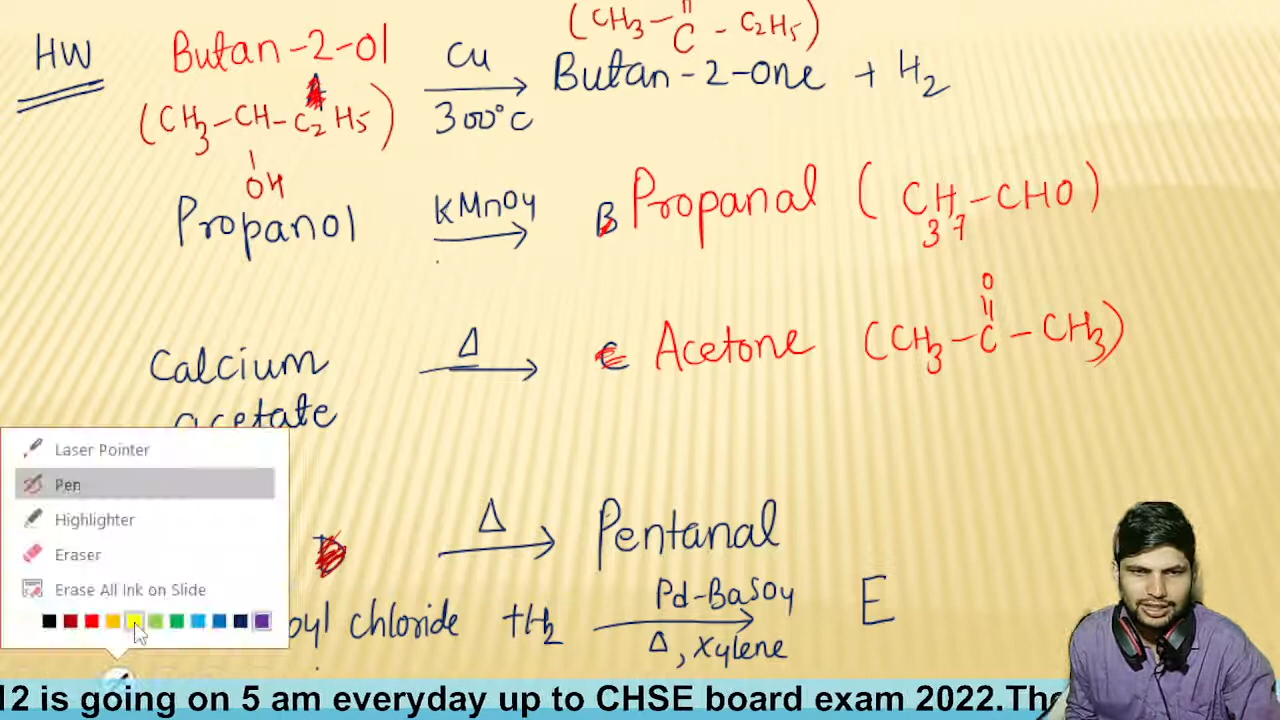 HW
(CH3-C-C2H5)
Butan-2-ol
Cu
300°C
Butan-2-One + H2
(CH3-CH-C2H5)
OH
Propanol
KMnO4
B Propanal (CH37-CHO)
Calcium
acetate
Δ
Acetone (CH3-C-CH3)
O
Δ
Pentanal
oyl chloride + H2
Pd-BaSO4
Δ, Xylene
E
Laser Pointer
Pen
Highlighter
Eraser
Erase All Ink on Slide
12 is going on 5 am everyday up to CHSE board exam 2022.The